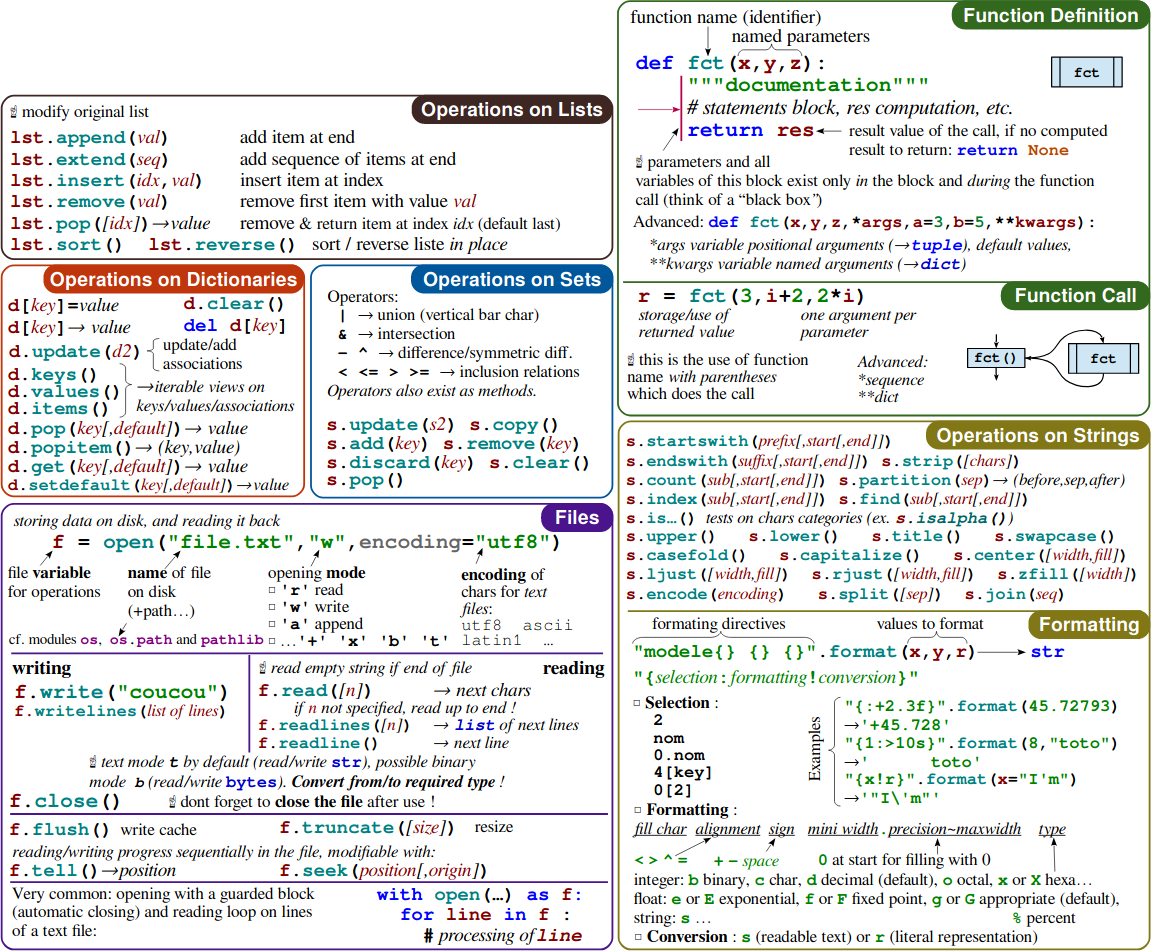 Operations on Lists
☝ modify original list
lst.append(val) add item at end
lst.extend(seq) add sequence of items at end
lst.insert(idx,val) insert item at index
lst.remove(val) remove first item with value val
lst.pop([idx])→value remove & return item at index idx (default last)
lst.sort() lst.reverse() sort / reverse liste in place
Operations on Dictionaries
d[key]=value d.clear()
d[key]→ value del d[key]
d.update(d2) update/add
associations
d.keys()
d.values() →iterable views on
d.items() keys/values/associations
d.pop(key[,default])→ value
d.popitem()→ (key,value)
d.get(key[,default])→ value
d.setdefault(key[,default])→value
Operations on Sets
Operators:
| → union (vertical bar char)
& → intersection
- ^ → difference/symmetric diff.
< <= > >= → inclusion relations
Operators also exist as methods.
s.update(s2) s.copy()
s.add(key) s.remove(key)
s.discard(key) s.clear()
s.pop()
Files
storing data on disk, and reading it back
f = open("file.txt","w",encoding="utf8")
file variable
for operations
name of file
on disk
(+path…)
opening mode
□ 'r' read
□ 'w' write
□ 'a' append
□ …'+' 'x' 'b' 't'
encoding of
chars for text
files:
utf8 ascii
latin1 …
cf. modules os, os.path and pathlib
writing
f.write("coucou")
f.writelines(list of lines)
☝ read empty string if end of file reading
f.read([n]) → next chars
if n not specified, read up to end !
f.readlines([n]) → list of next lines
f.readline() → next line
☝ text mode t by default (read/write str), possible binary
mode b (read/write bytes). Convert from/to required type !
f.close() ☝ dont forget to close the file after use !
f.flush() write cache f.truncate([size]) resize
reading/writing progress sequentially in the file, modifiable with:
f.tell()→position f.seek(position[,origin])
Very common: opening with a guarded block
(automatic closing) and reading loop on lines
of a text file:
with open(…) as f:
for line in f :
# processing of line
Function Definition
function name (identifier)
named parameters
def fct(x,y,z):
"""documentation"""
# statements block, res computation, etc.
return res result value of the call, if no computed
result to return: return None
fct
☝ parameters and all
variables of this block exist only in the block and during the function
call (think of a “black box”)
Advanced: def fct(x,y,z,*args,a=3,b=5,**kwargs):
*args variable positional arguments (→tuple), default values,
**kwargs variable named arguments (→dict)
Function Call
r = fct(3,i+2,2*i)
storage/use of
returned value
one argument per
parameter
☝ this is the use of function
name with parentheses
which does the call
Advanced:
*sequence
**dict
fct()
fct
Operations on Strings
s.startswith(prefix[,start[,end]])
s.endswith(suffix[,start[,end]]) s.strip([chars])
s.count(sub[,start[,end]]) s.partition(sep)→ (before,sep,after)
s.index(sub[,start[,end]]) s.find(sub[,start[,end]])
s.is…() tests on chars categories (ex. s.isalpha())
s.upper() s.lower() s.title() s.swapcase()
s.casefold() s.capitalize() s.center([width,fill])
s.ljust([width,fill]) s.rjust([width,fill]) s.zfill([width])
s.encode(encoding) s.split([sep]) s.join(seq)
Formatting
formating directives values to format
"modele{} {} {}".format(x,y,r) str
"{selection:formatting!conversion}"
□ Selection :
2
nom
0.nom
4[key]
0[2]
Examples
"{:+2.3f}".format(45.72793)
→'+45.728'
"{1:>10s}".format(8,"toto")
→' toto'
"{x!r}".format(x="I'm")
→'"I\'m"'
□ Formatting :
fill char alignment sign mini width.precision~maxwidth type
< > ^ = + - space 0 at start for filling with 0
integer: b binary, c char, d decimal (default), o octal, x or X hexa…
float: e or E exponential, f or F fixed point, g or G appropriate (default),
string: s … % percent
□ Conversion : s (readable text) or r (literal representation)